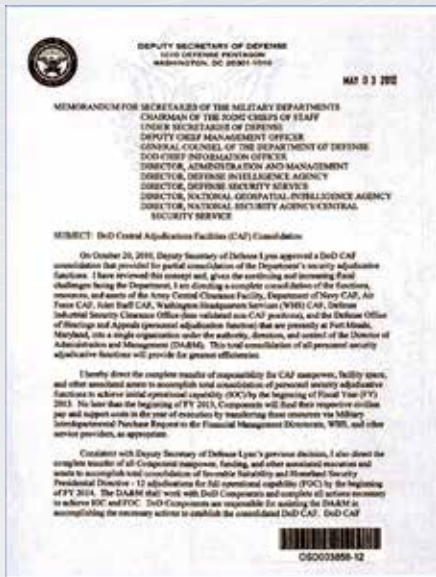 DEPUTY SECRETARY OF DEFENSE
1010 DEFENSE PENTAGON
WASHINGTON, DC 20301-1010
MAY 03 2012
MEMORANDUM FOR SECRETARIES OF THE MILITARY DEPARTMENTS
CHAIRMAN OF THE JOINT CHIEFS OF STAFF
UNDER SECRETARIES OF DEFENSE
DEPUTY CHIEF MANAGEMENT OFFICER
GENERAL COUNSEL OF THE DEPARTMENT OF DEFENSE
DOD CHIEF INFORMATION OFFICER
DIRECTOR, ADMINISTRATION AND MANAGEMENT
DIRECTOR, DEFENSE INTELLIGENCE AGENCY
DIRECTOR, DEFENSE SECURITY SERVICE
DIRECTOR, NATIONAL GEOSPATIAL-INTELLIGENCE AGENCY
DIRECTOR, NATIONAL SECURITY AGENCY/CENTRAL
SECURITY SERVICE
SUBJECT: DoD Central Adjudications Facilities (CAF) Consolidation
On October 20, 2010, Deputy Secretary of Defense Lynn approved a DoD CAF
consolidation that provided for partial consolidation of the Department's security adjudicative
functions. I have reviewed this concept and, given the continuing and increasing fiscal
challenges facing the Department, I am directing a complete consolidation of the functions,
resources, and assets of the Army Central Clearance Facility, Department of Navy CAF, Air
Force CAF, Joint Staff CAF, Washington Headquarters Services (WHS) CAF, Defense
Industrial Security Clearance Office (less validated non-CAF positions), and the Defense Office
of Hearings and Appeals (personnel adjudicative function) that are presently at Fort Meade,
Maryland, into a single organization under the authority, direction, and control of the Director of
Administration and Management (DA&M). This total consolidation of all personnel security
adjudicative functions will provide for greatest efficiencies.
I hereby direct the complete transfer of responsibility for CAF manpower, facility space,
and other associated assets to accomplish total consolidation of personnel security adjudicative
functions to achieve initial operational capability (IOC) by the beginning of Fiscal Year (FY)
2013. No later than the beginning of FY 2013, Components will fund their respective civilian
pay and support costs in the year of execution by transferring those resources via Military
Interdepartmental Purchase Request to the Financial Management Directorate, WHS, and other
service providers, as appropriate.
Consistent with Deputy Secretary of Defense Lynn's previous decision, I also direct the
complete transfer of all Component manpower, funding, and other associated resources and
assets to accomplish total consolidation of Suitability and Homeland Security
Presidential Directive - 12 adjudications for full operational capability (FOC) by the beginning
of FY 2014. The DA&M shall work with DoD Components and complete all actions necessary
to achieve IOC and FOC. DoD Components are responsible for assisting the DA&M in
accomplishing the necessary actions to establish the consolidated DoD CAF. DoD CAF
OSD003858-12